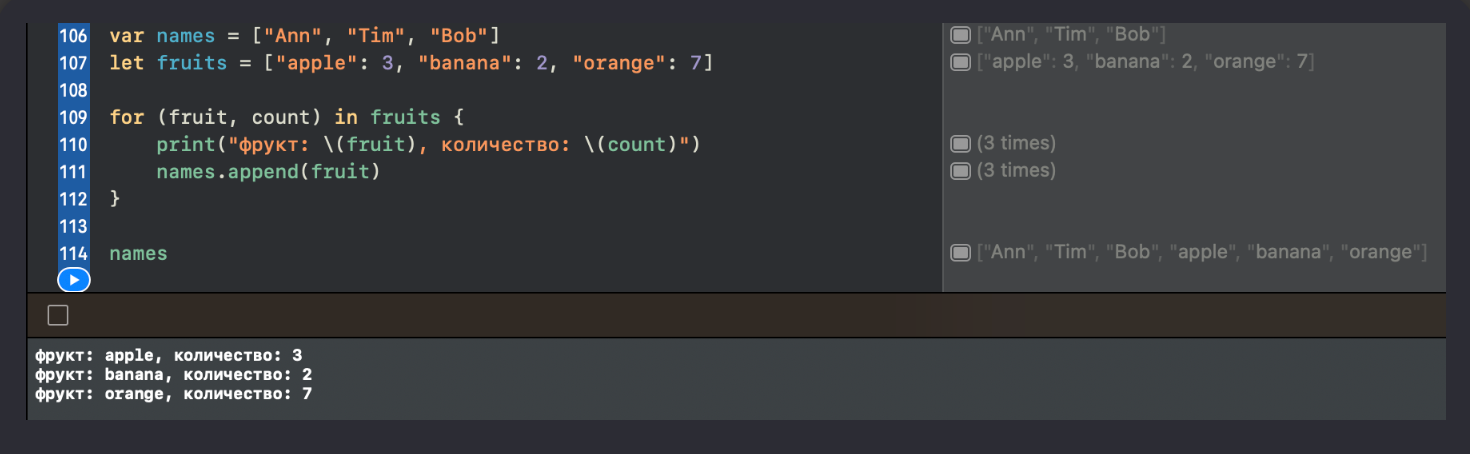 106 var names = ["Ann", "Tim", "Bob"] ["Ann", "Tim", "Bob"]
107 let fruits = ["apple": 3, "banana": 2, "orange": 7] ["apple": 3, "banana": 2, "orange": 7]
108
109 for (fruit, count) in fruits {
110 print("фрукт: \(fruit), количество: \(count)") (3 times)
111 names.append(fruit) (3 times)
112 }
113
114 names ["Ann", "Tim", "Bob", "apple", "banana", "orange"]
фрукт: apple, количество: 3
фрукт: banana, количество: 2
фрукт: orange, количество: 7